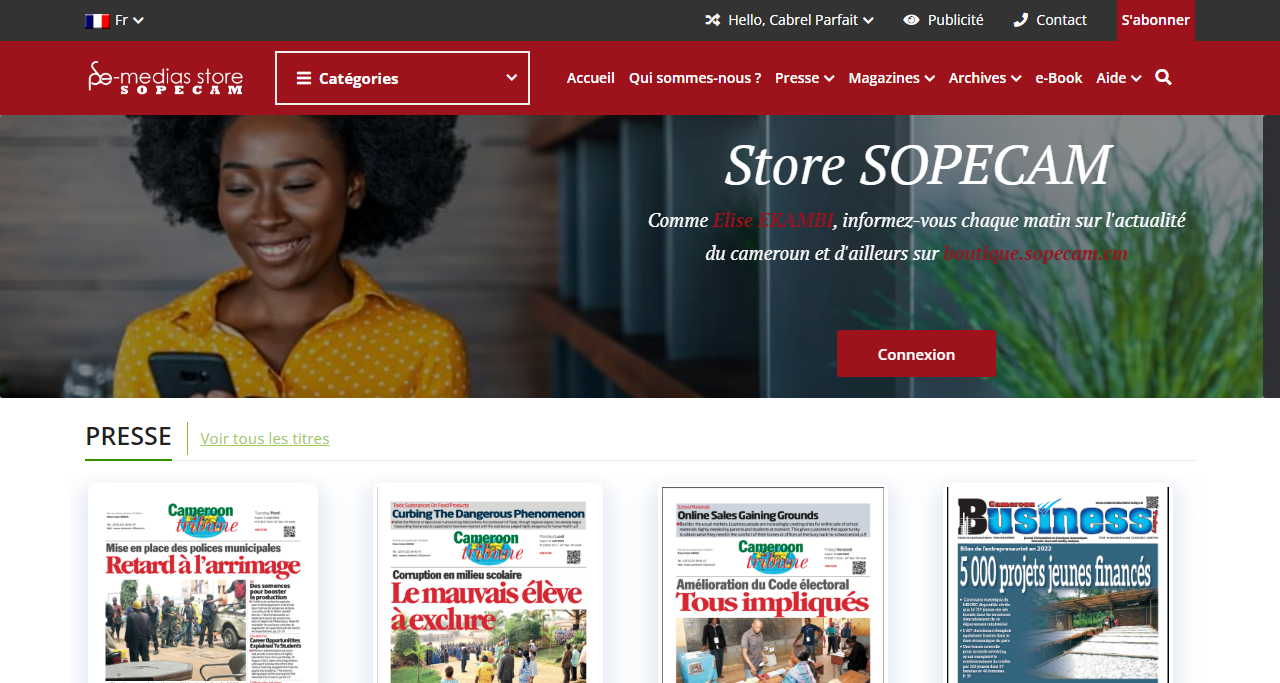 Fr
Hello, Cabrel Parfait
Publicité
Contact
S'abonner
e-medias store
SOPECAM
Catégories
Accueil
Qui sommes-nous ?
Presse
Magazines
Archives
e-Book
Aide
Store SOPECAM
Comme Elise EKAMBI, informez-vous chaque matin sur l'actualité
du cameroun et d'ailleurs sur boutique.sopecam.cm
Connexion
PRESSE
Voir tous les titres
Cameroon
tribune
Mise en place des polices municipales
Retard à l'arrimage
Des semences
pour booster
la production
Career Opportunities
Explained To Students
Toxic Substances On Food Products
Curbing The Dangerous Phenomenon
Cameroon
tribune
Corruption en milieu scolaire
Le mauvais élève
à exclure
School Materials
Online Sales Gaining Grounds
Cameroon
tribune
Amélioration du Code électoral
Tous impliqués
Cameroon
Business
Bilan de l'entrepreneuriat en 2022
5 000 projets jeunes financés